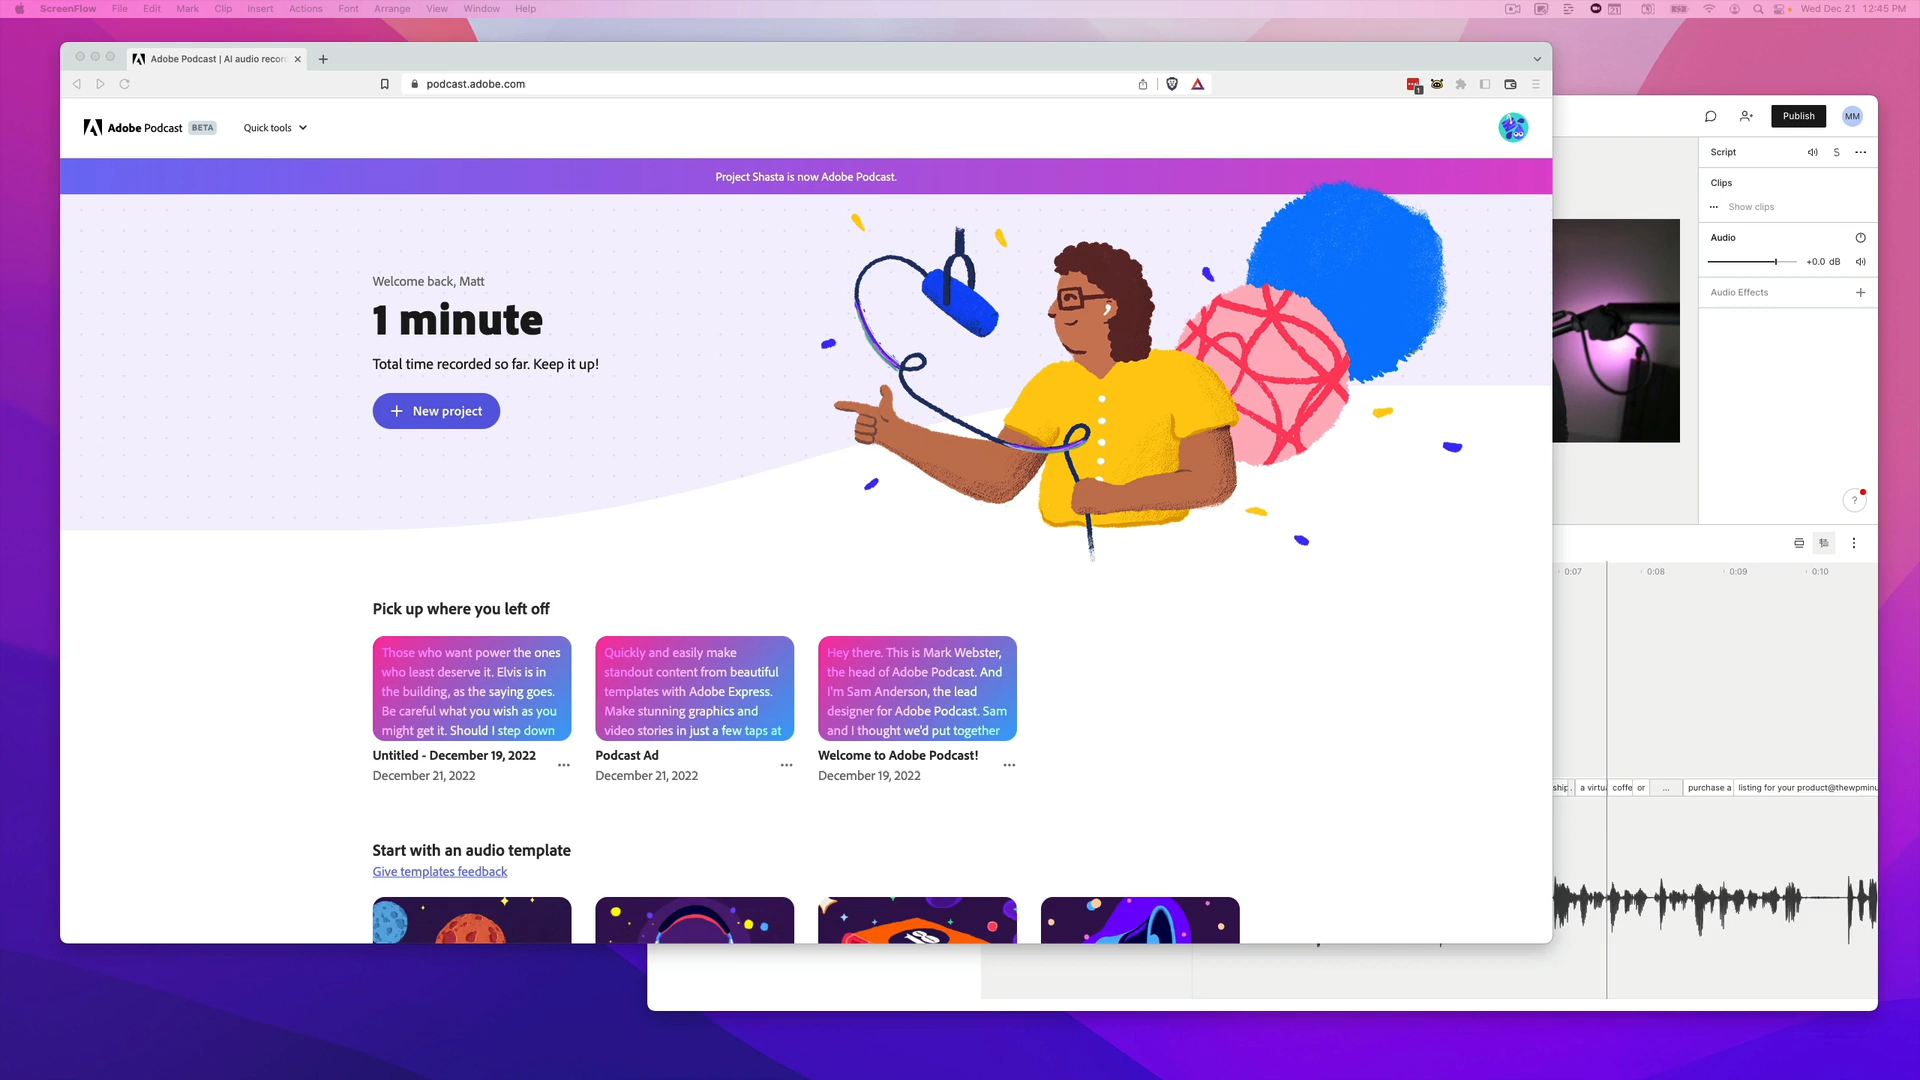 ScreenFlow File Edit Mark Clip Insert Actions Font Arrange View Window Help
Wed Dec 21 12:45 PM
Adobe Podcast | AI audio recor
podcast.adobe.com
Adobe Podcast BETA
Quick tools
Project Shasta is now Adobe Podcast.
Welcome back, Matt
1 minute
Total time recorded so far. Keep it up!
+ New project
Pick up where you left off
Those who want power the ones
who least deserve it. Elvis is in
the building, as the saying goes.
Be careful what you wish as you
might get it. Should I step down
Untitled - December 19, 2022
December 21, 2022
...
Quickly and easily make
standout content from beautiful
templates with Adobe Express.
Make stunning graphics and
video stories in just a few taps at
Podcast Ad
December 21, 2022
...
Hey there. This is Mark Webster,
the head of Adobe Podcast. And
I'm Sam Anderson, the lead
designer for Adobe Podcast. Sam
and I thought we'd put together
Welcome to Adobe Podcast!
December 19, 2022
...
Start with an audio template
Give templates feedback
Publish
MM
Script
S
Clips
... Show clips
Audio
+0.0 dB
Audio Effects
?
0:07 0:08 0:09 0:10
ship . a virtu coffe or ... purchase a listing for your product@thewpminu